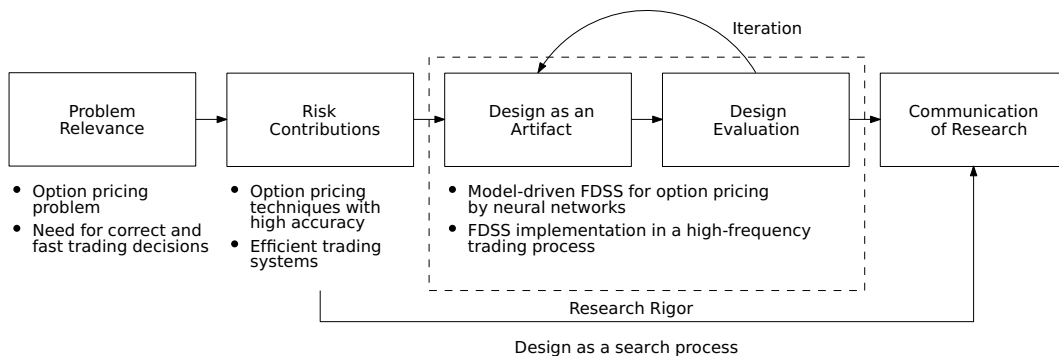 Iteration
Problem
Relevance
Risk
Contributions
Design as an
Artifact
Design
Evaluation
Communication
of Research
• Option pricing
problem
• Need for correct and
fast trading decisions
• Option pricing
techniques with
high accuracy
• Efficient trading
systems
• Model-driven FDSS for option pricing
by neural networks
• FDSS implementation in a high-frequency
trading process
Research Rigor
Design as a search process